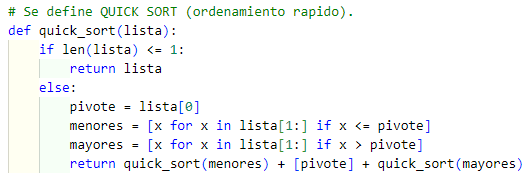 # Se define QUICK SORT (ordenamiento rapido).
def quick_sort(lista):
    if len(lista) <= 1:
        return lista
    else:
        pivote = lista[0]
        menores = [x for x in lista[1:] if x <= pivote]
        mayores = [x for x in lista[1:] if x > pivote]
        return quick_sort(menores) + [pivote] + quick_sort(mayores)